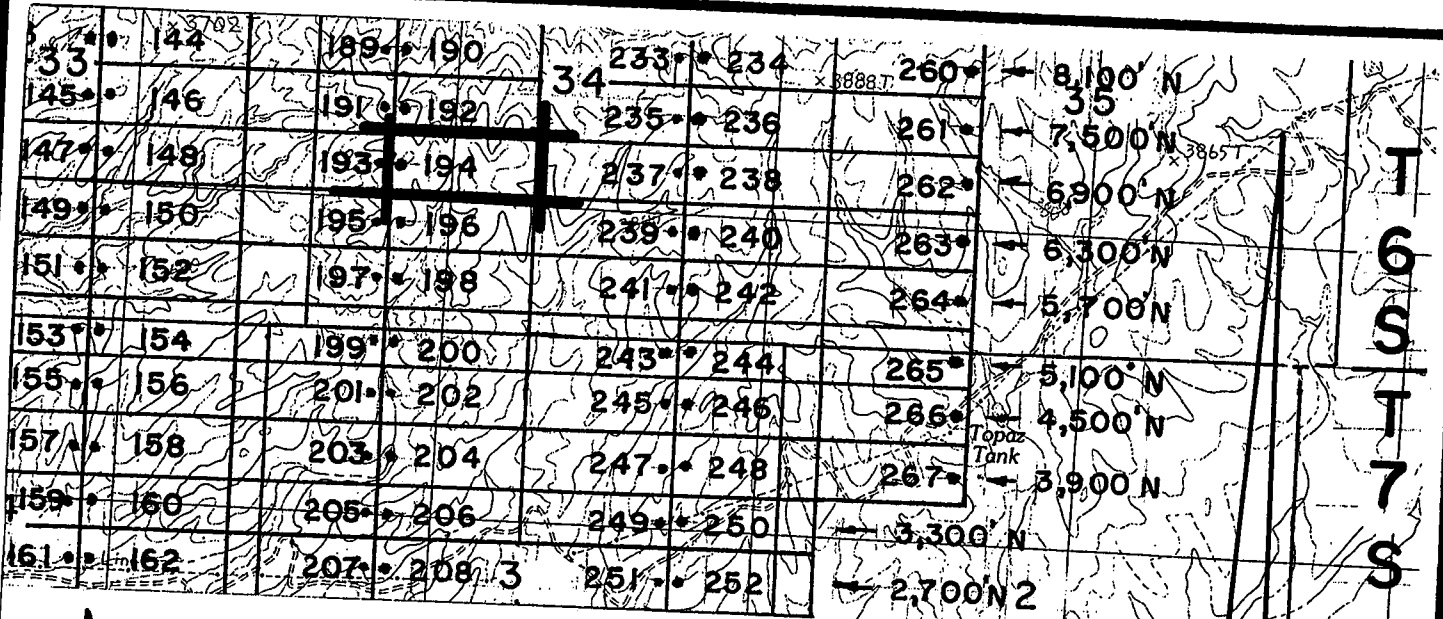 × 3702
33 144 189 190 34 233 234 × 3888 T 260 8,100' N
145 146 191 192 235 236 261 35 7,500' N
147 148 193 194 237 238 262 6,900' N × 3865 T
149 150 195 196 239 240 263 6,300' N
151 152 197 198 241 242 264 5,700' N
153 154 199 200 243 244 265 5,100' N
155 156 201 202 245 246 266 4,500' N
Topaz
Tank
157 158 203 204 247 248 267 3,900' N
159 160 205 206 249 250 3,300' N
161 162 207 208 3 251 252 2,700' N 2
T
6
S
T
7
S